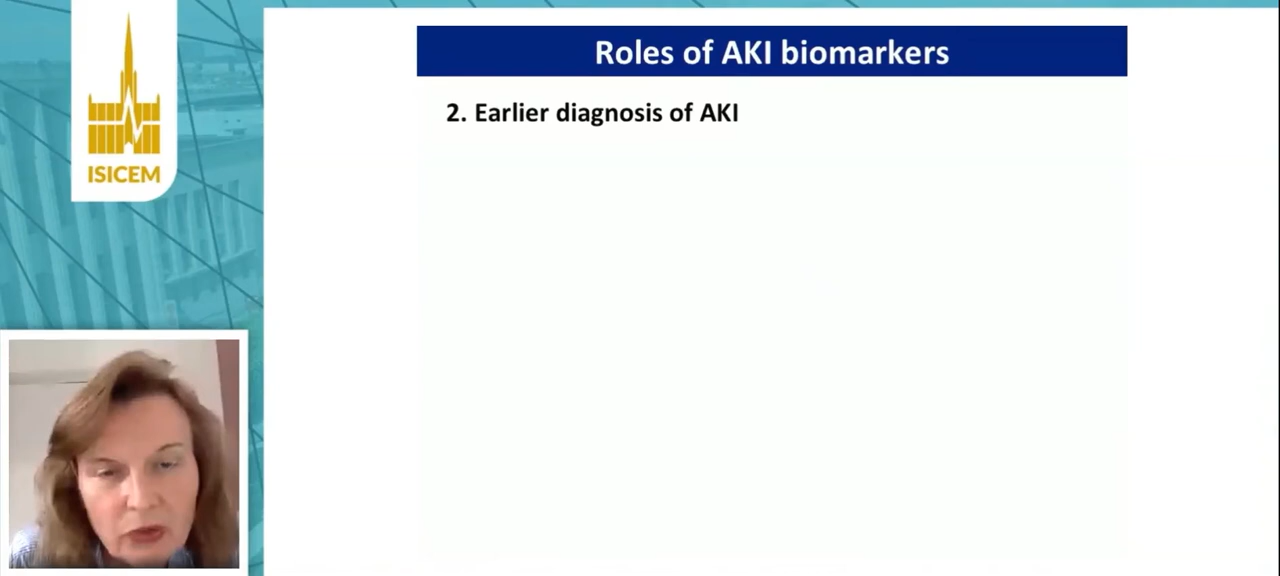 ISICEM
Roles of AKI biomarkers
2. Earlier diagnosis of AKI